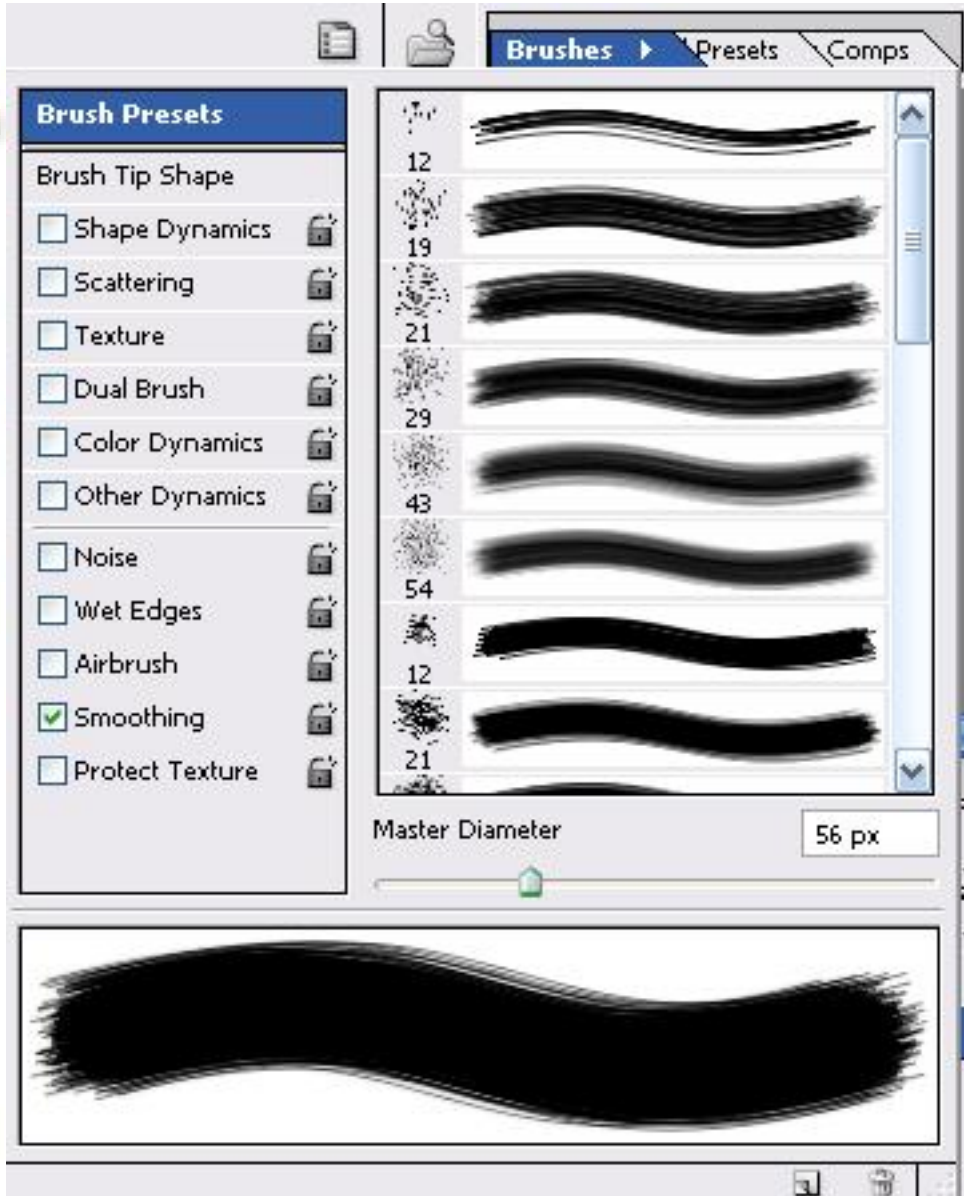 Brushes Presets Comps
Brush Presets
Brush Tip Shape
Shape Dynamics
Scattering
Texture
Dual Brush
Color Dynamics
Other Dynamics
Noise
Wet Edges
Airbrush
Smoothing
Protect Texture
12
19
21
29
43
54
12
21
Master Diameter 56 px